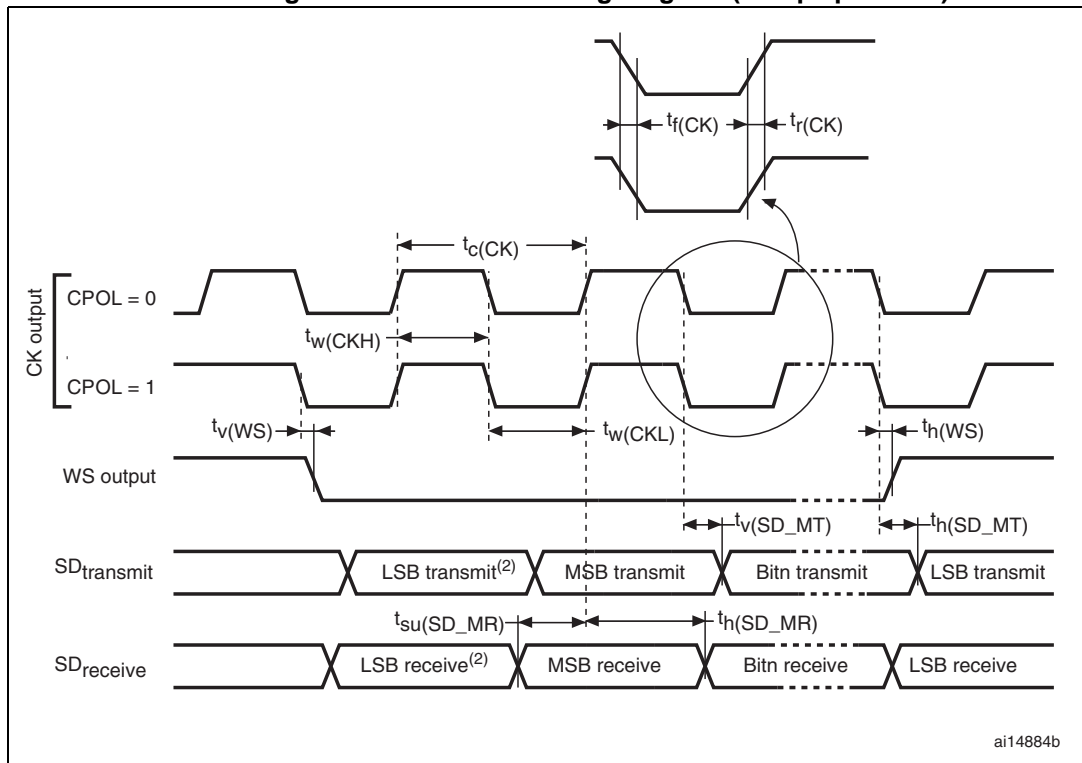 tf(CK)
tr(CK)
tc(CK)
CK output
CPOL = 0
tw(CKH)
CPOL = 1
tv(WS)
tw(CKL)
th(WS)
WS output
tv(SD_MT)
th(SD_MT)
SDtransmit
LSB transmit(2)
MSB transmit
Bitn transmit
LSB transmit
tsu(SD_MR)
th(SD_MR)
SDreceive
LSB receive(2)
MSB receive
Bitn receive
LSB receive
ai14884b